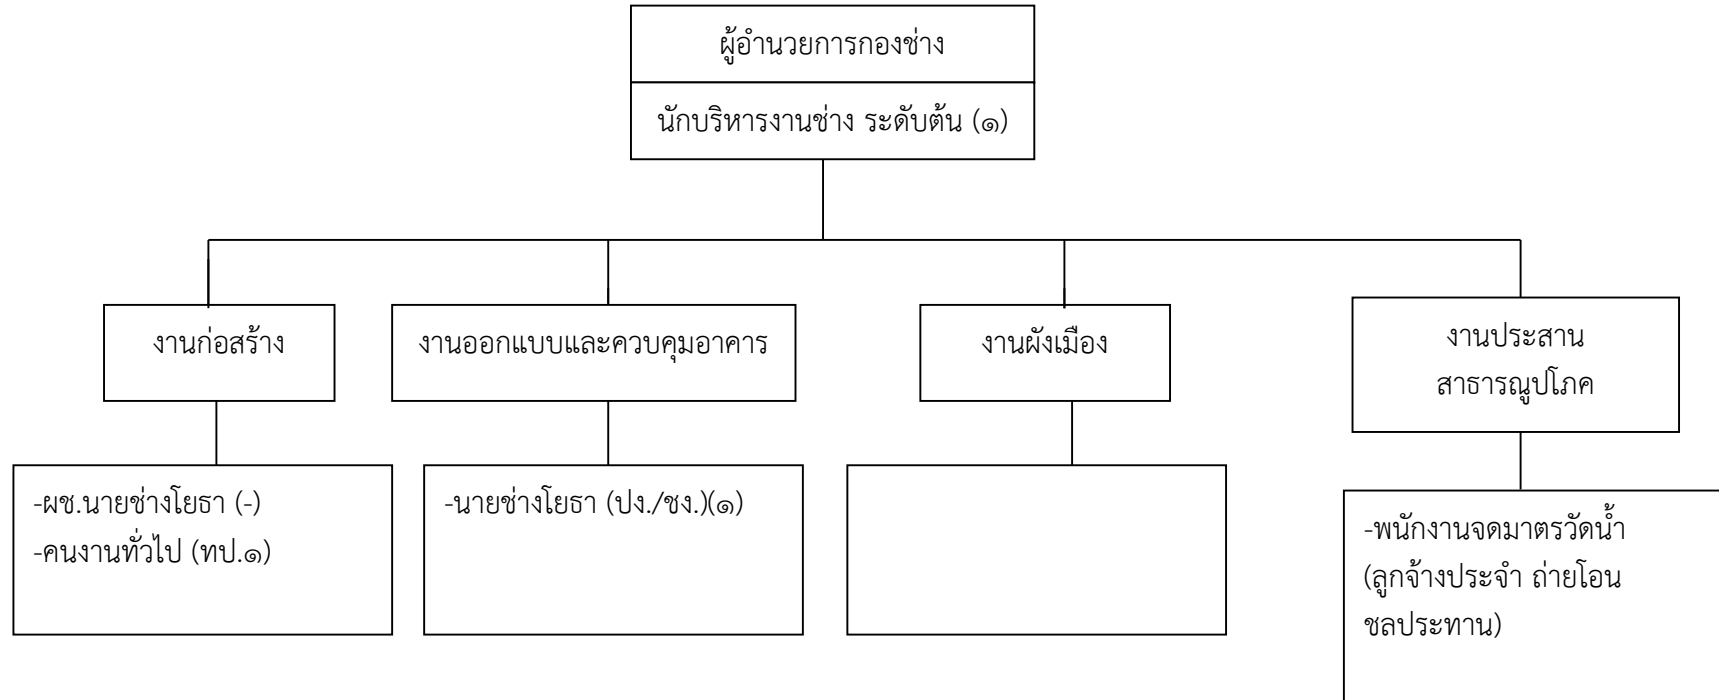 ผู้อำนวยการกองช่าง
นักบริหารงานช่าง ระดับต้น (๑)
งานก่อสร้าง
งานออกแบบและควบคุมอาคาร
งานผังเมือง
งานประสาน
สาธารณูปโภค
-ผช.นายช่างโยธา (-)
-คนงานทั่วไป (ทป.๑)
-นายช่างโยธา (ปง./ชง.)(๑)
-พนักงานจดมาตรวัดน้ำ
(ลูกจ้างประจำ ถ่ายโอน
ชลประทาน)